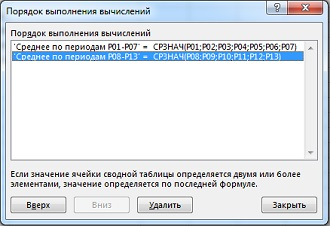 Порядок выполнения вычислений
Порядок выполнения вычислений
`Среднее по периодам P01-P07` = СРЗНАЧ(P01;P02;P03;P04;P05;P06;P07)
`Среднее по периодам P08-P13` = СРЗНАЧ(P08;P09;P10;P11;P12;P13)
Если значение ячейки сводной таблицы определяется двумя или более
элементами, значение определяется по последней формуле.
Вверх Вниз Удалить Закрыть